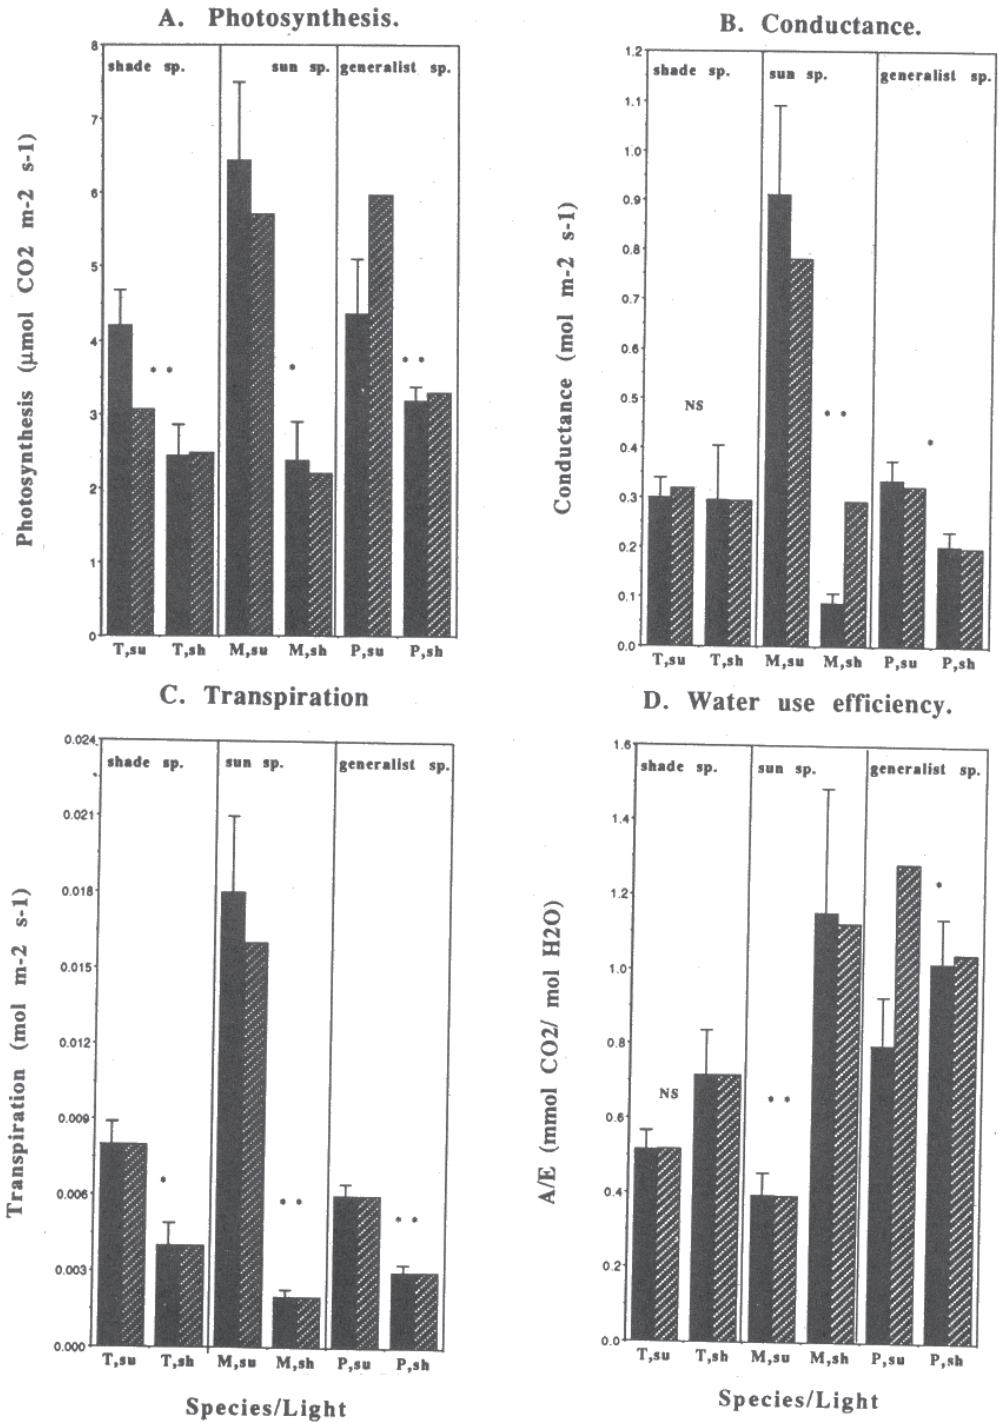 A. Photosynthesis.
8
7
6
5
4
3
2
1
0
Photosynthesis (µmol CO2 m-2 s-1)
shade sp.
sun sp.
generalist sp.
* *
*
* *
T,su T,sh M,su M,sh P,su P,sh
B. Conductance.
1.2
1.1
1.0
0.9
0.8
0.7
0.6
0.5
0.4
0.3
0.2
0.1
0.0
Conductance (mol m-2 s-1)
shade sp.
sun sp.
generalist sp.
NS
* *
*
T,su T,sh M,su M,sh P,su P,sh
C. Transpiration
0.024
0.021
0.018
0.015
0.012
0.009
0.006
0.003
0.000
Transpiration (mol m-2 s-1)
shade sp.
sun sp.
generalist sp.
*
* *
* *
T,su T,sh M,su M,sh P,su P,sh
Species/Light
D. Water use efficiency.
1.6
1.4
1.2
1.0
0.8
0.6
0.4
0.2
0.0
A/E (mmol CO2/ mol H2O)
shade sp.
sun sp.
generalist sp.
NS
* *
*
T,su T,sh M,su M,sh P,su P,sh
Species/Light